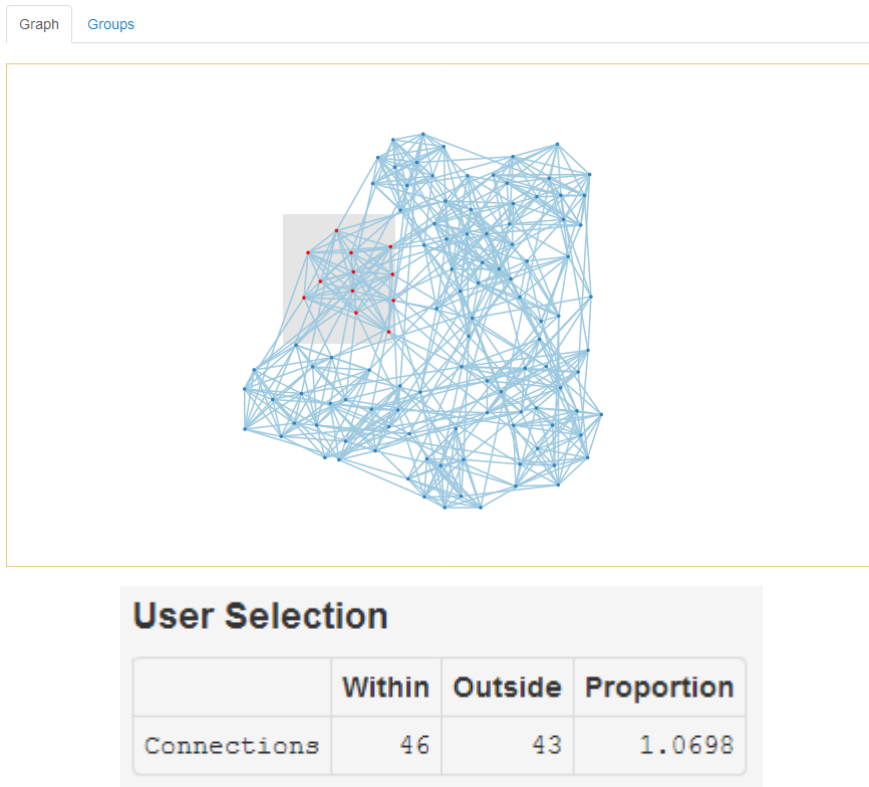 Graph Groups
User Selection
Within Outside Proportion
Connections 46 43 1.0698